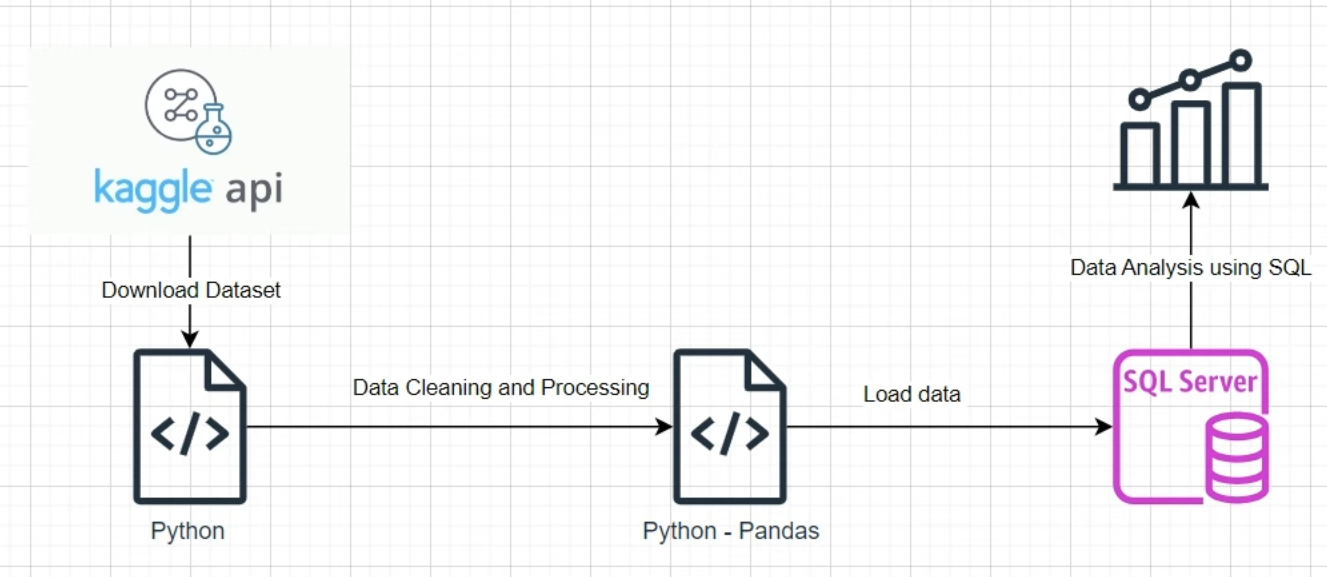 kaggle api
Download Dataset
Python
Data Cleaning and Processing
Python - Pandas
Load data
SQL Server
Data Analysis using SQL